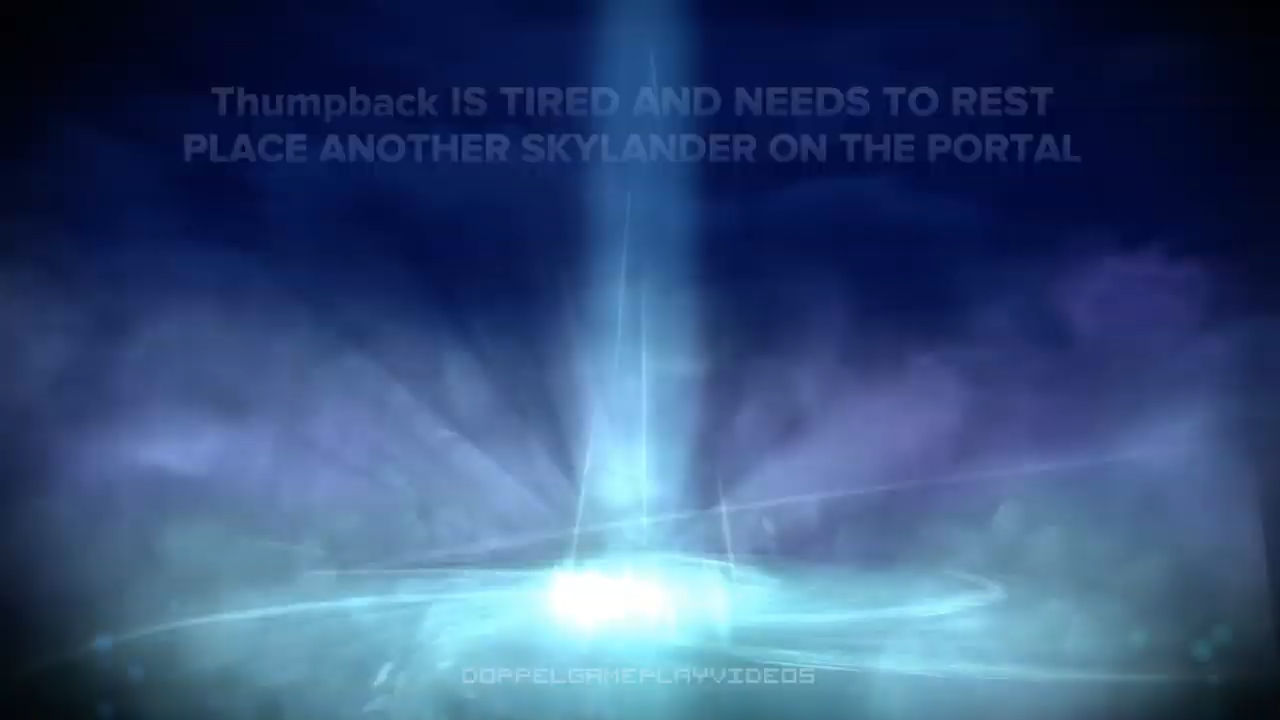 Thumpback IS TIRED AND NEEDS TO REST
PLACE ANOTHER SKYLANDER ON THE PORTAL
DOPPELGAMEPLAYVIDEOS